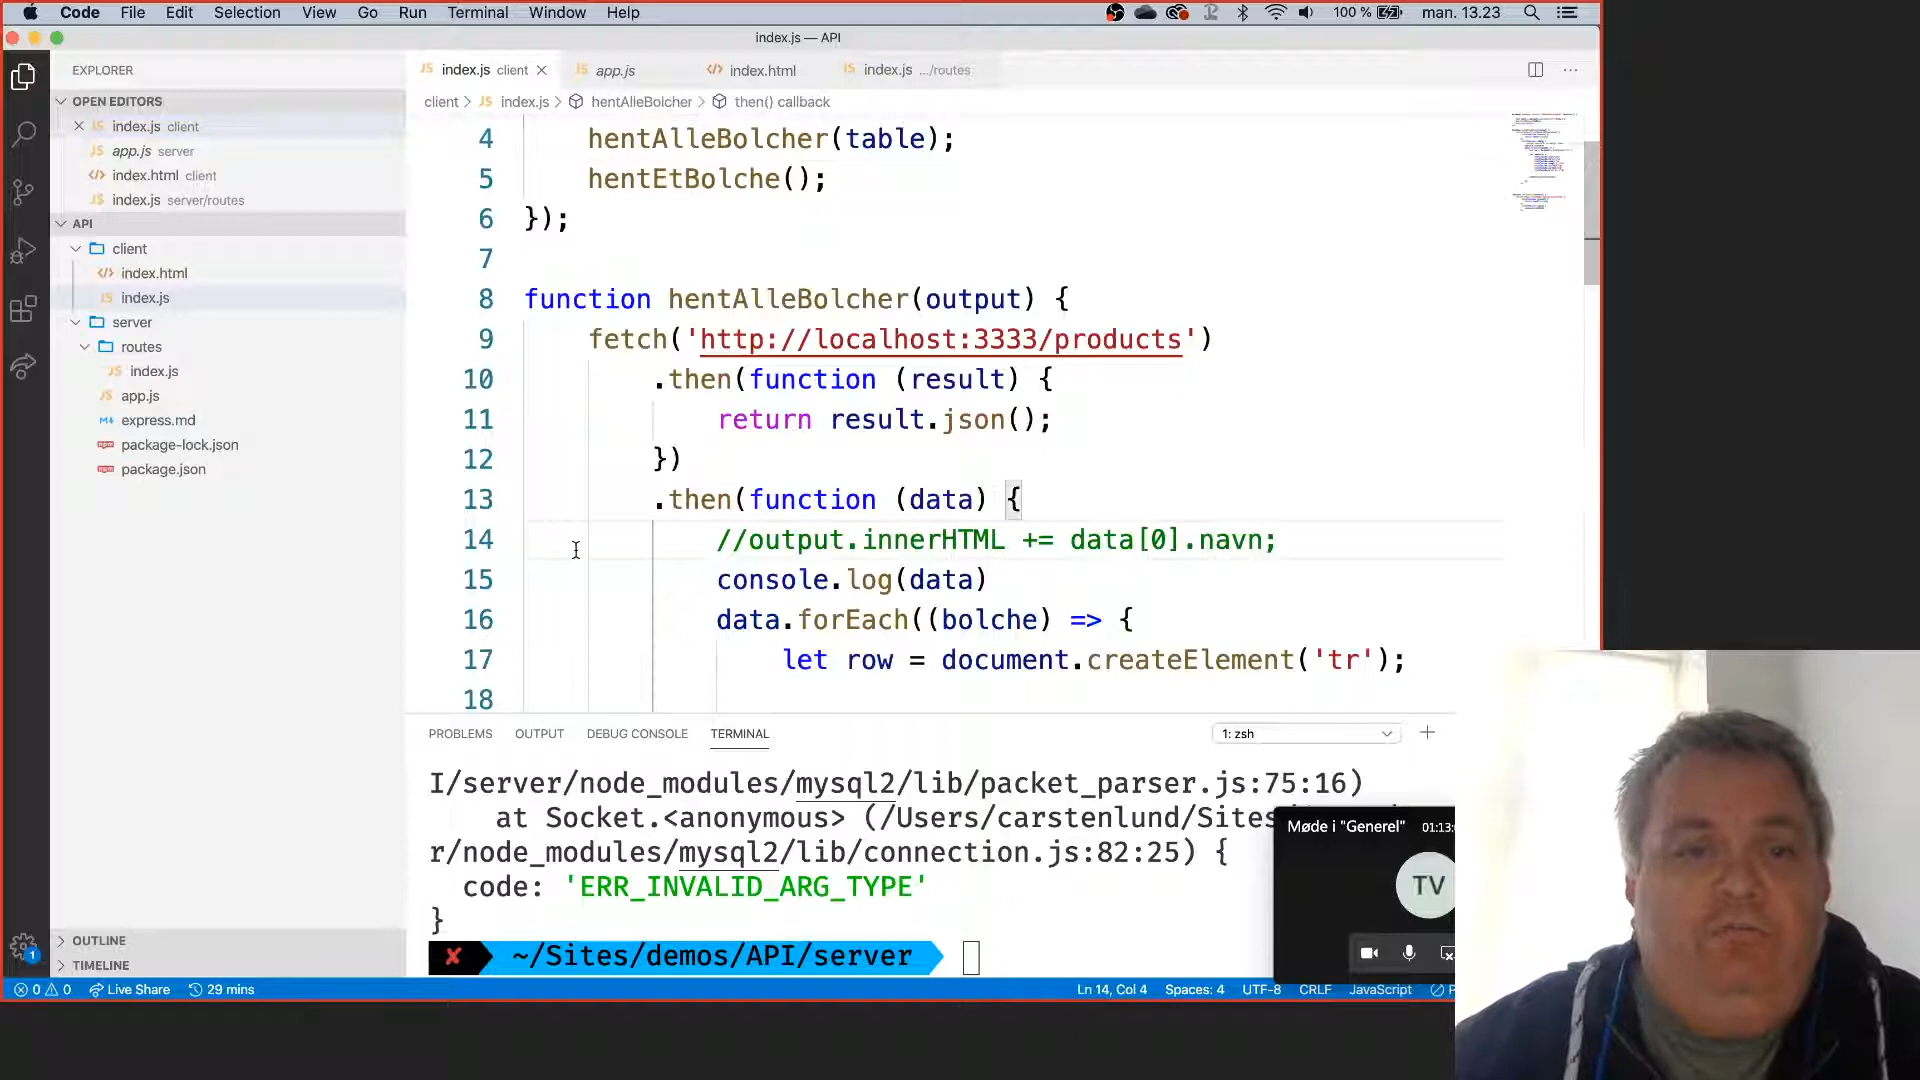 Code File Edit Selection View Go Run Terminal Window Help 100 % man. 13.23
index.js — API
EXPLORER
index.js client
app.js
index.html
index.js .../routes
OPEN EDITORS
client > index.js > hentAlleBolcher > then() callback
index.js client
app.js server
index.html client
index.js server/routes
API
client
index.html
index.js
server
routes
index.js
app.js
express.md
package-lock.json
package.json
OUTLINE
TIMELINE
4 hentAlleBolcher(table);
5 hentEtBolche();
6 });
7
8 function hentAlleBolcher(output) {
9 fetch('http://localhost:3333/products')
10 .then(function (result) {
11 return result.json();
12 })
13 .then(function (data) {
14 //output.innerHTML += data[0].navn;
15 console.log(data)
16 data.forEach((bolche) => {
17 let row = document.createElement('tr');
18
PROBLEMS OUTPUT DEBUG CONSOLE TERMINAL 1: zsh
I/server/node_modules/mysql2/lib/packet_parser.js:75:16)
at Socket.<anonymous> (/Users/carstenlund/Sites
r/node_modules/mysql2/lib/connection.js:82:25) {
code: 'ERR_INVALID_ARG_TYPE'
}
✘ ~/Sites/demos/API/server
Møde i "Generel" 01:13:
TV
1
0 0 Live Share 29 mins Ln 14, Col 4 Spaces: 4 UTF-8 CRLF JavaScript